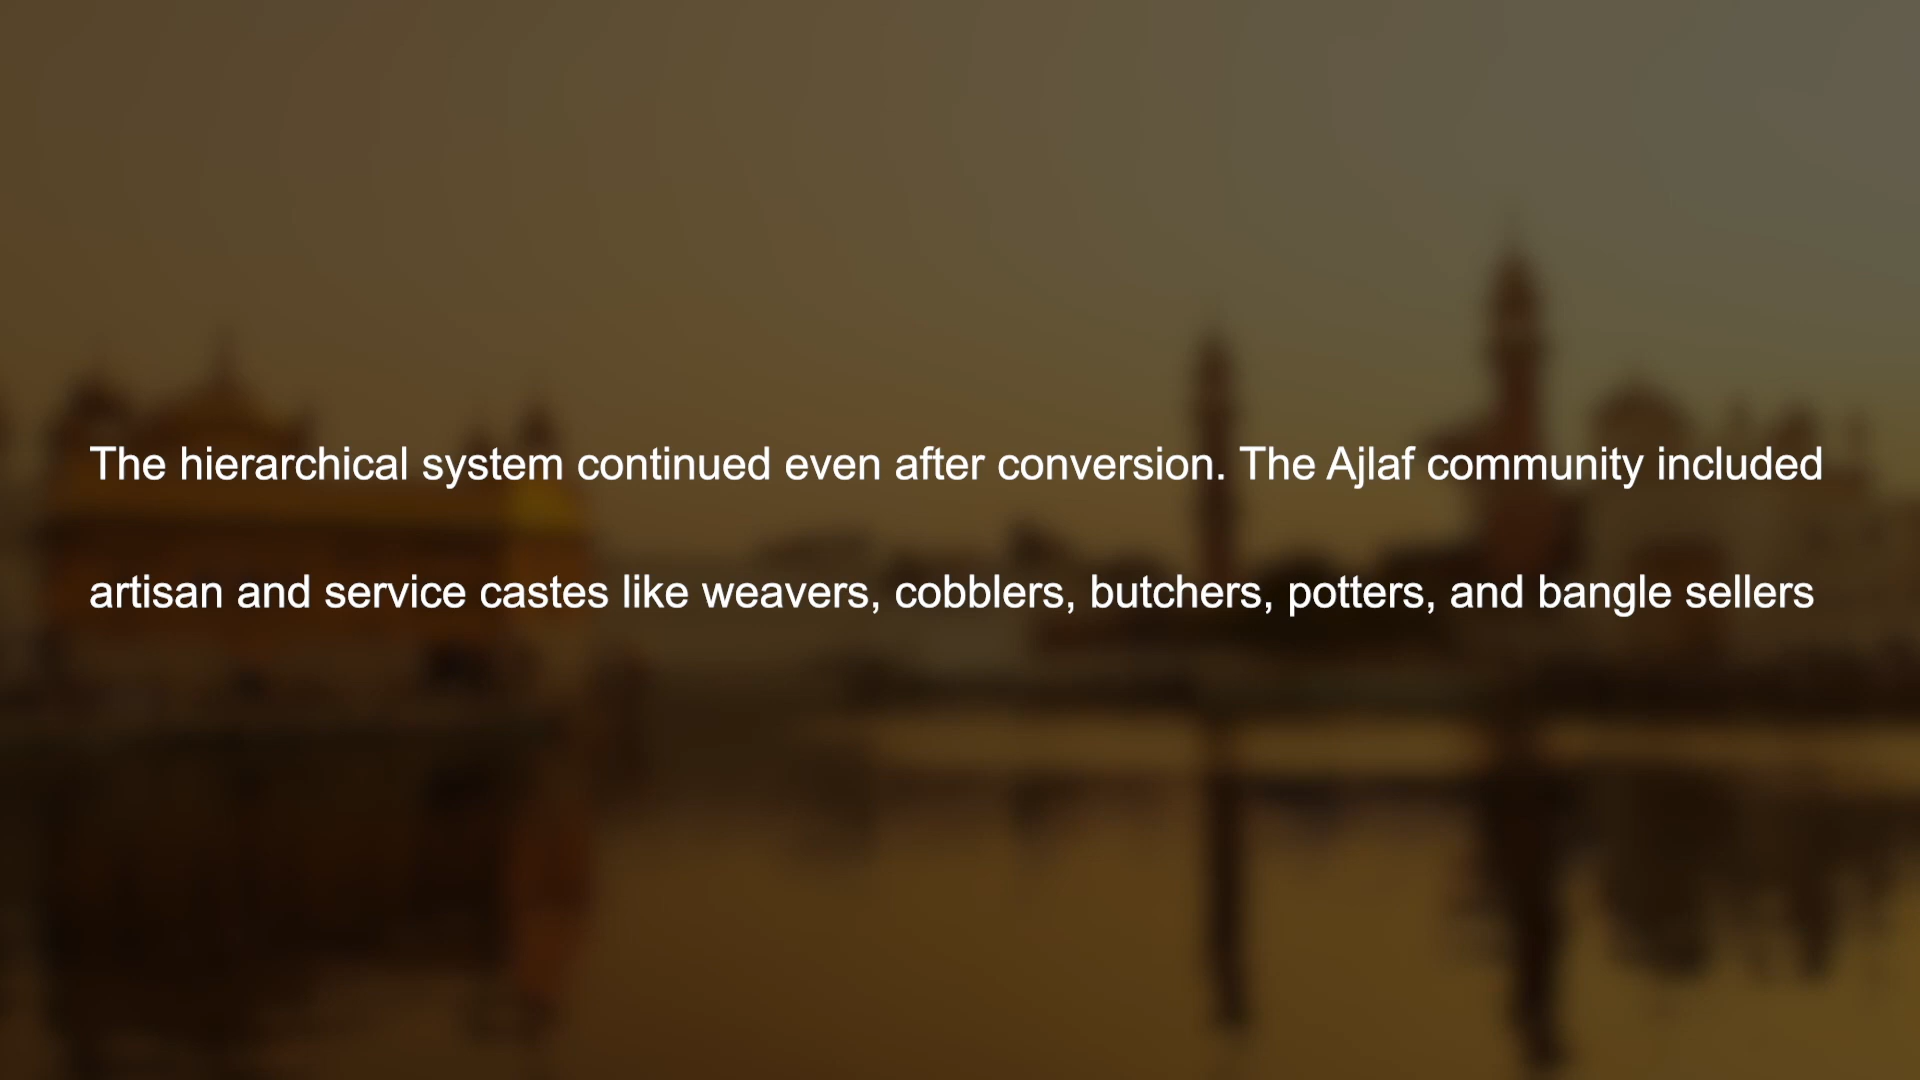 The hierarchical system continued even after conversion. The Ajlaf community included
artisan and service castes like weavers, cobblers, butchers, potters, and bangle sellers